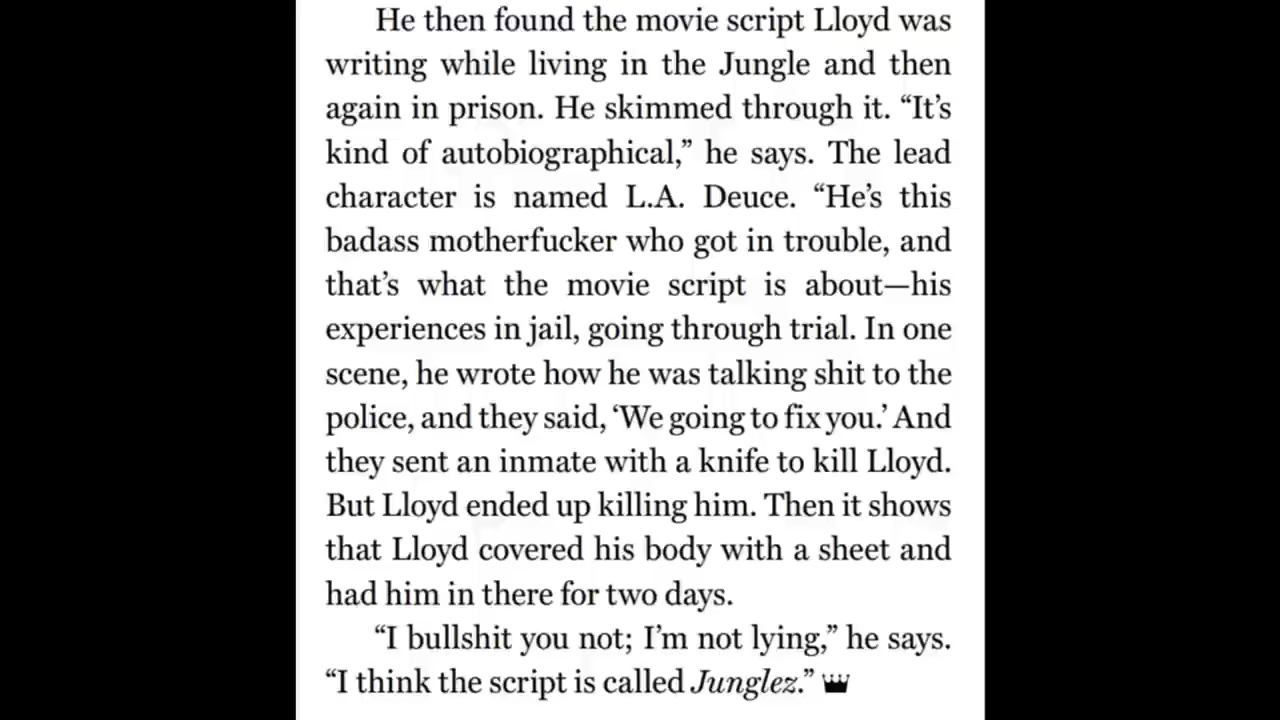 He then found the movie script Lloyd was
writing while living in the Jungle and then
again in prison. He skimmed through it. “It’s
kind of autobiographical,” he says. The lead
character is named L.A. Deuce. “He’s this
badass motherfucker who got in trouble, and
that’s what the movie script is about—his
experiences in jail, going through trial. In one
scene, he wrote how he was talking shit to the
police, and they said, ‘We going to fix you.’ And
they sent an inmate with a knife to kill Lloyd.
But Lloyd ended up killing him. Then it shows
that Lloyd covered his body with a sheet and
had him in there for two days.
“I bullshit you not; I’m not lying,” he says.
“I think the script is called Junglez.”